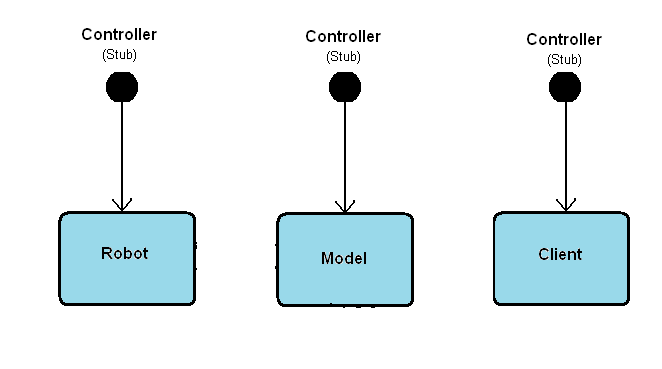 Controller
(Stub)
Controller
(Stub)
Controller
(Stub)
Robot
Model
Client